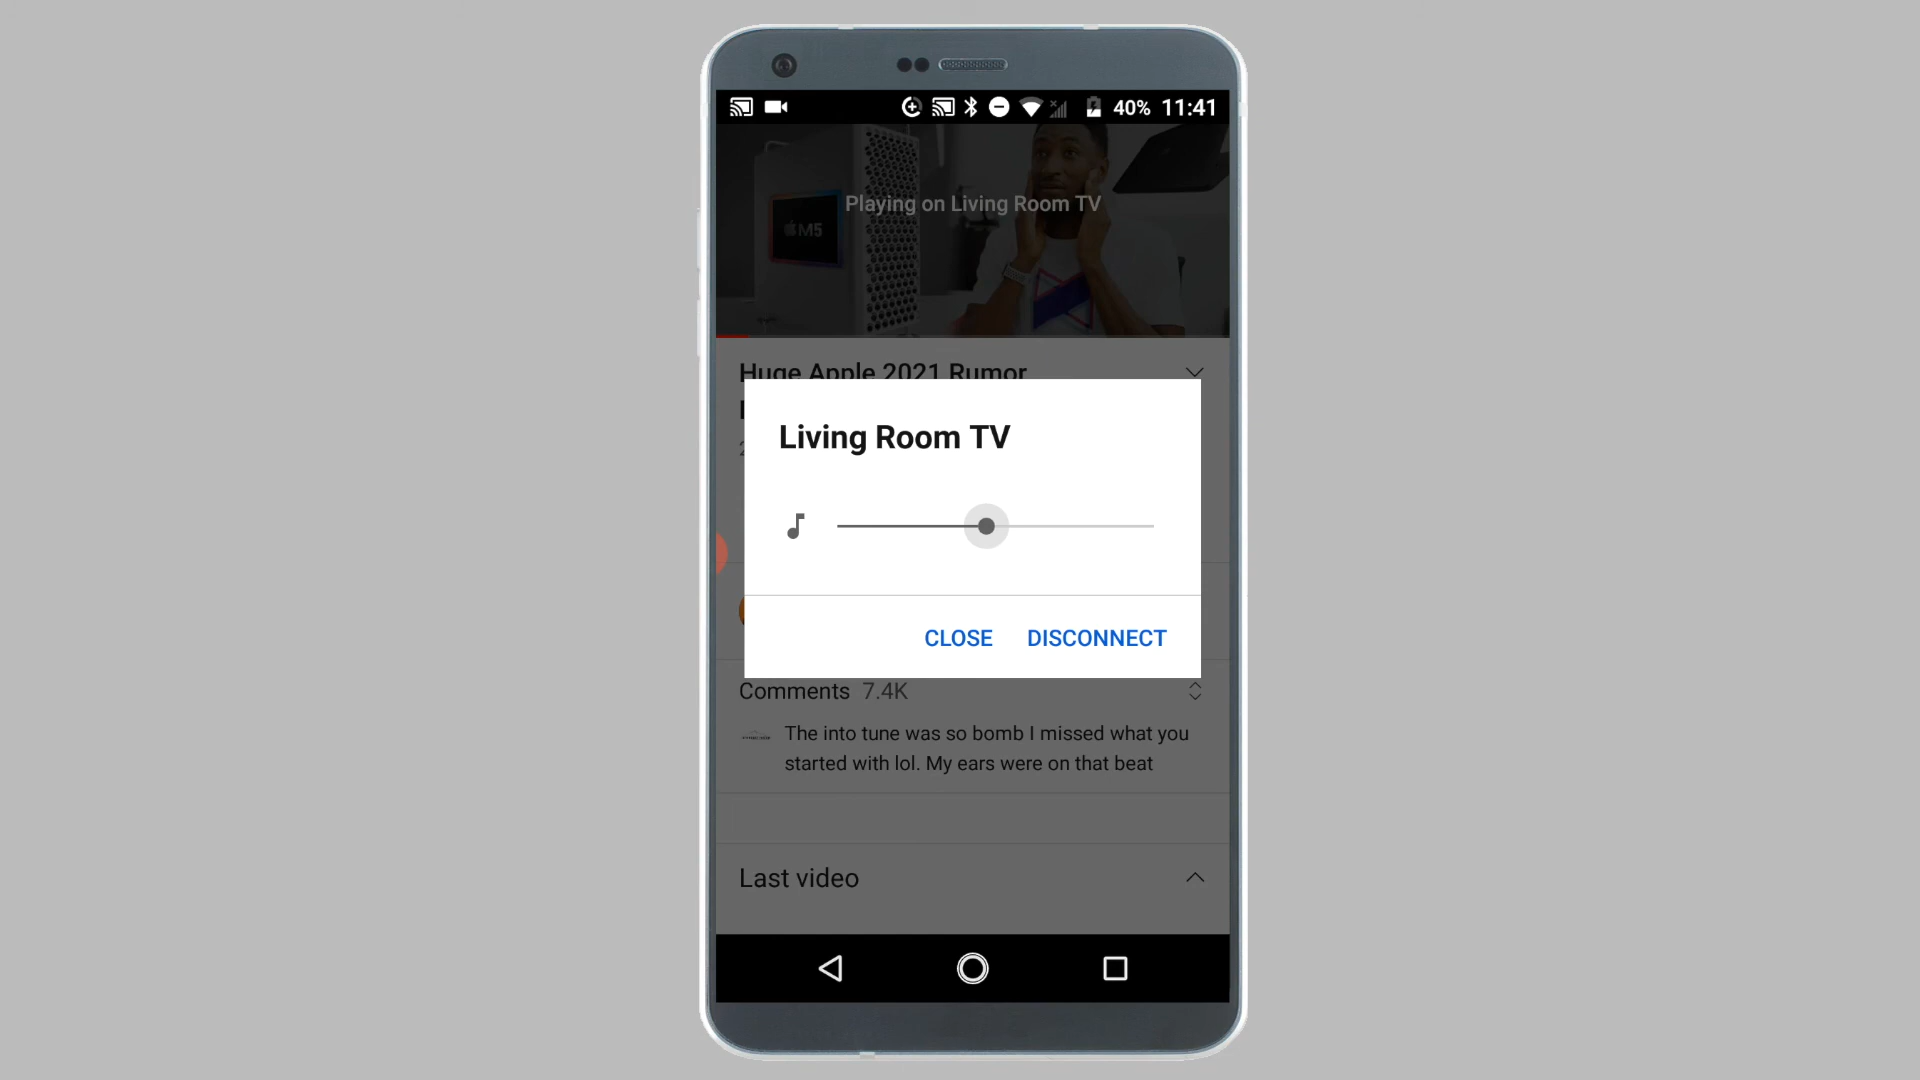 40% 11:41
Playing on Living Room TV
M5
Huge Apple 2021 Rumor
Living Room TV
CLOSE DISCONNECT
Comments 7.4K
The into tune was so bomb I missed what you
started with lol. My ears were on that beat
Last video